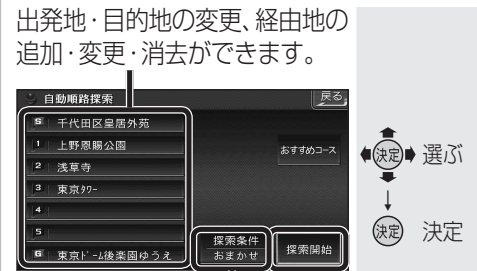 出発地・目的地の変更、経由地の
追加・変更・消去ができます。
自動順路探索
戻る
S 千代田区皇居外苑
1 上野恩賜公園
2 浅草寺
3 東京タワー
4
5
G 東京ドーム後楽園ゆうえ
おすすめコース
探索条件
おまかせ
探索開始
決定 選ぶ
決定 決定